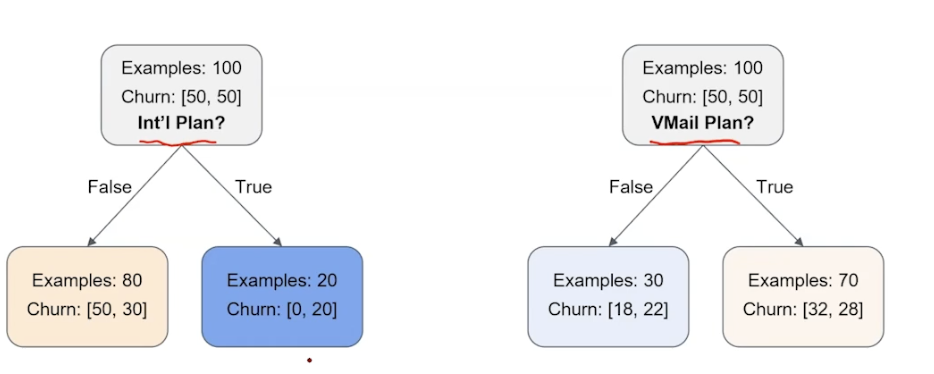 Examples: 100
Churn: [50, 50]
Int'l Plan?
False
True
Examples: 80
Churn: [50, 30]
Examples: 20
Churn: [0, 20]
Examples: 100
Churn: [50, 50]
VMail Plan?
False
True
Examples: 30
Churn: [18, 22]
Examples: 70
Churn: [32, 28]